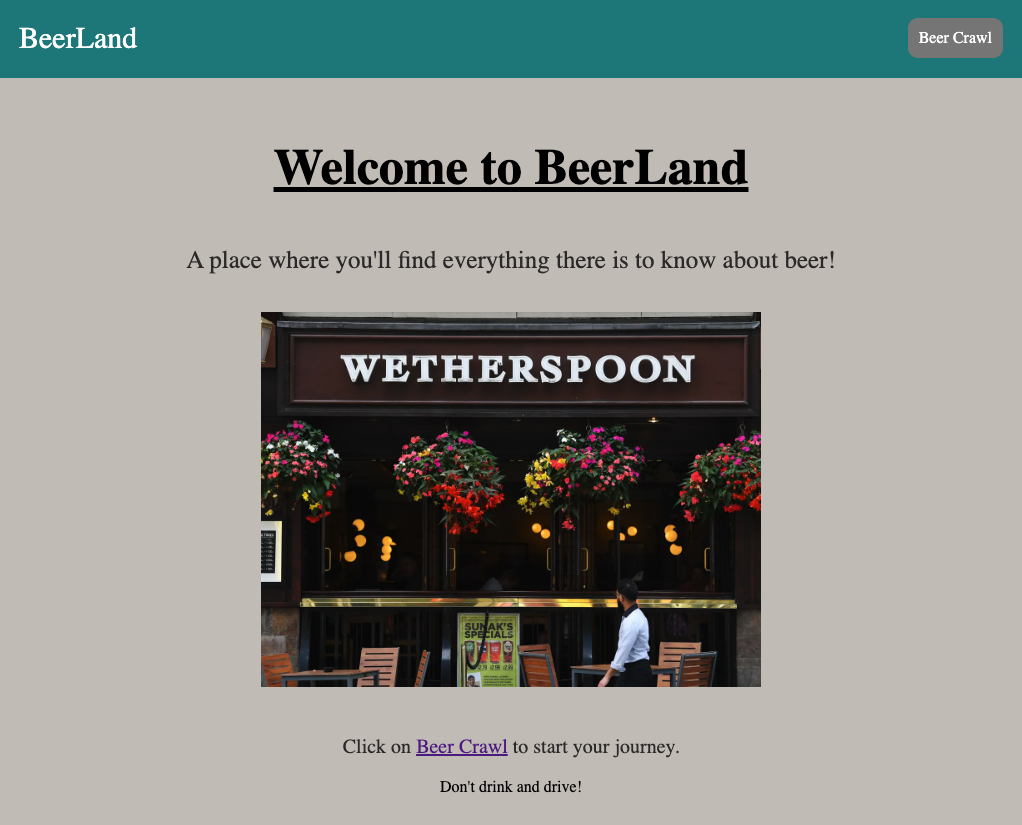 BeerLand
Beer Crawl
Welcome to BeerLand
A place where you'll find everything there is to know about beer!
WETHERSPOON
SUNAK'S
SPECIALS
Click on Beer Crawl to start your journey.
Don't drink and drive!